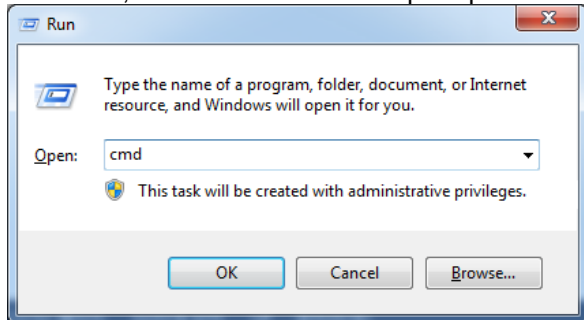 Run
Type the name of a program, folder, document, or Internet
resource, and Windows will open it for you.
Open:
cmd
This task will be created with administrative privileges.
OK
Cancel
Browse...